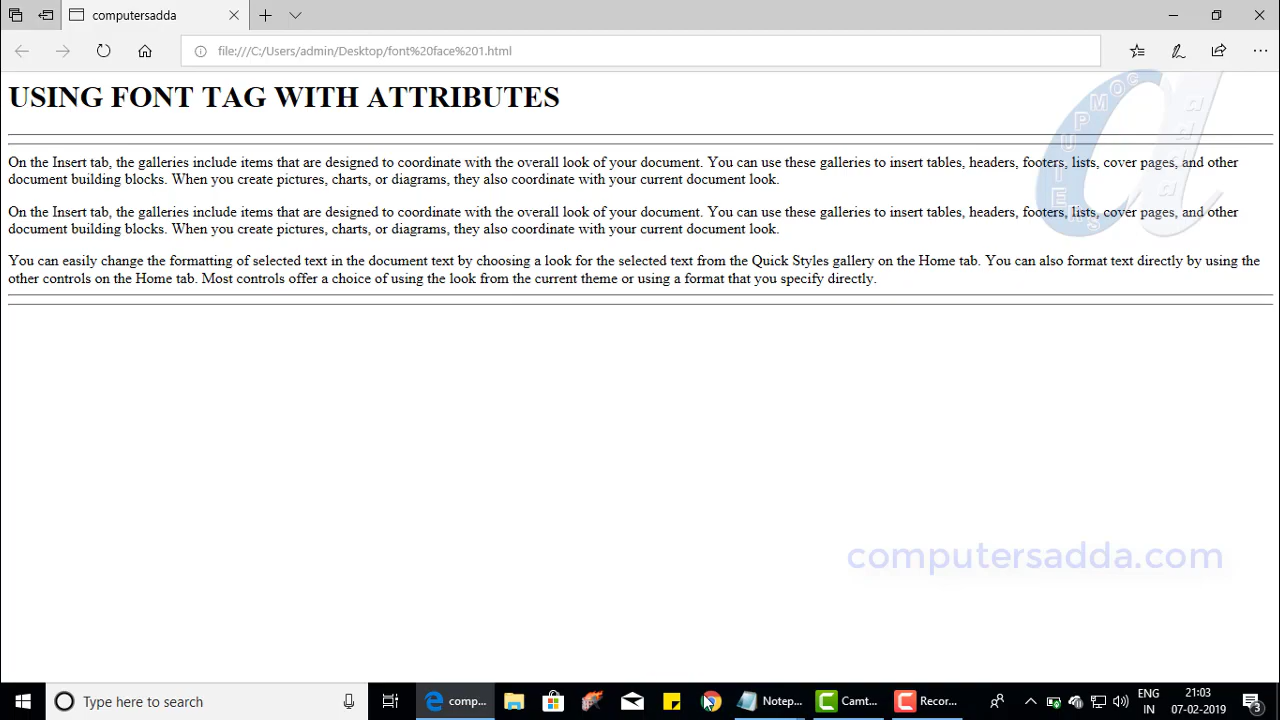 computersadda
file:///C:/Users/admin/Desktop/font%20face%201.html
USING FONT TAG WITH ATTRIBUTES
On the Insert tab, the galleries include items that are designed to coordinate with the overall look of your document. You can use these galleries to insert tables, headers, footers, lists, cover pages, and other
document building blocks. When you create pictures, charts, or diagrams, they also coordinate with your current document look.
On the Insert tab, the galleries include items that are designed to coordinate with the overall look of your document. You can use these galleries to insert tables, headers, footers, lists, cover pages, and other
document building blocks. When you create pictures, charts, or diagrams, they also coordinate with your current document look.
You can easily change the formatting of selected text in the document text by choosing a look for the selected text from the Quick Styles gallery on the Home tab. You can also format text directly by using the
other controls on the Home tab. Most controls offer a choice of using the look from the current theme or using a format that you specify directly.
COMPUTERS
adda
computersadda.com
Type here to search
comp...
Notep...
Camt...
Recor...
ENG
IN
21:03
07-02-2019
3